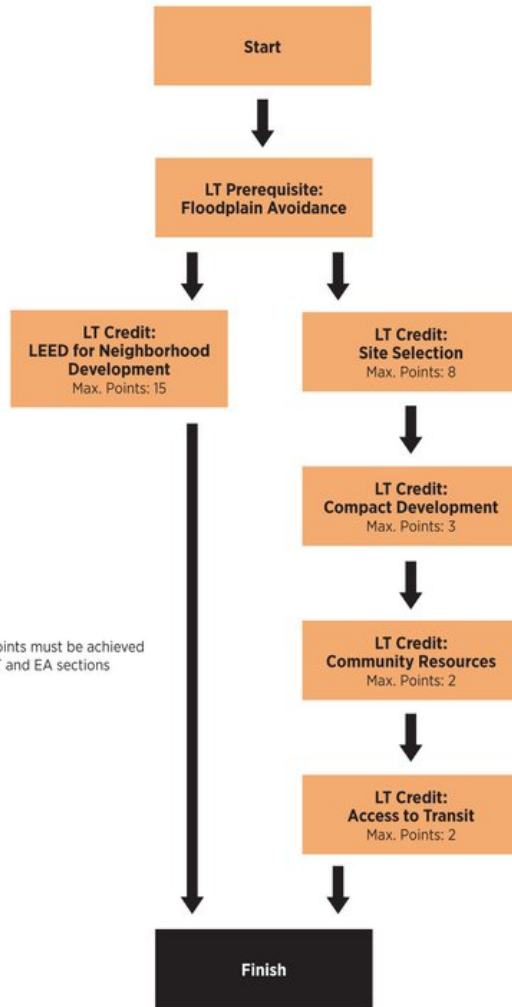 Start
LT Prerequisite:
Floodplain Avoidance
LT Credit:
LEED for Neighborhood
Development
Max. Points: 15
LT Credit:
Site Selection
Max. Points: 8
LT Credit:
Compact Development
Max. Points: 3
LT Credit:
Community Resources
Max. Points: 2
LT Credit:
Access to Transit
Max. Points: 2
points must be achieved
and EA sections
Finish